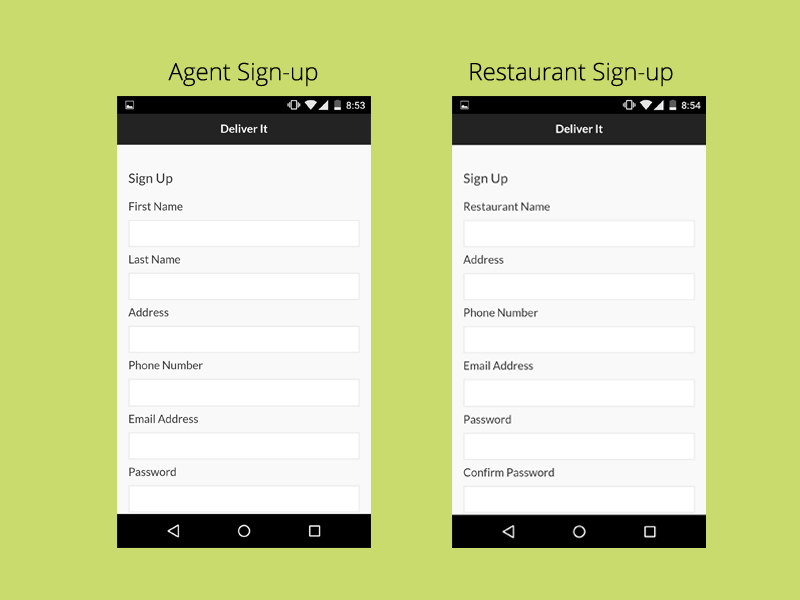 Agent Sign-up
8:53
Deliver It
Sign Up
First Name
Last Name
Address
Phone Number
Email Address
Password
Restaurant Sign-up
8:54
Deliver It
Sign Up
Restaurant Name
Address
Phone Number
Email Address
Password
Confirm Password